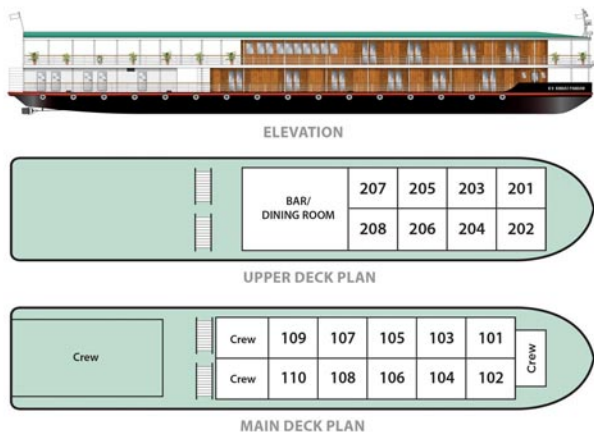 ELEVATION
BAR/
DINING ROOM
207 205 203 201
208 206 204 202
UPPER DECK PLAN
Crew
Crew 109 107 105 103 101
Crew 110 108 106 104 102
Crew
MAIN DECK PLAN